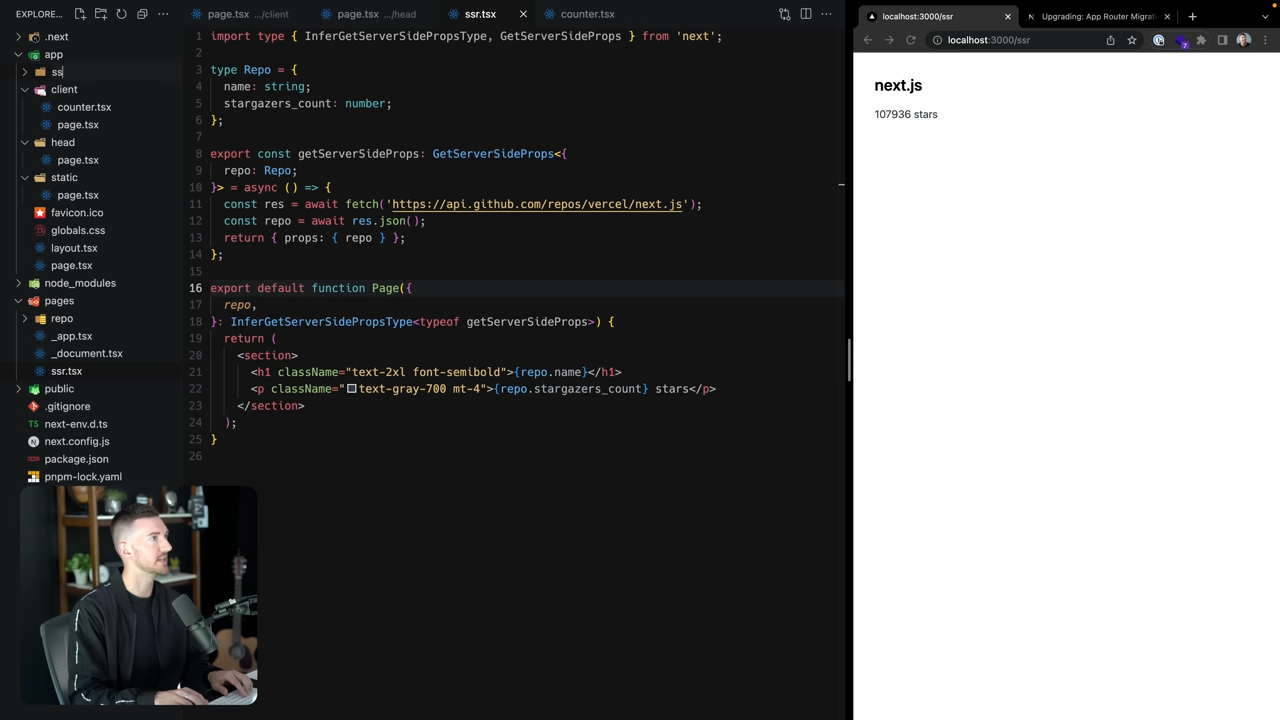 EXPLORE...
page.tsx .../client
page.tsx .../head
ssr.tsx
counter.tsx
.next
app
ss
client
counter.tsx
page.tsx
head
page.tsx
static
page.tsx
favicon.ico
globals.css
layout.tsx
page.tsx
node_modules
pages
repo
_app.tsx
_document.tsx
ssr.tsx
public
.gitignore
TS next-env.d.ts
next.config.js
package.json
pnpm-lock.yaml
1 import type { InferGetServerSidePropsType, GetServerSideProps } from 'next';
2
3 type Repo = {
4 name: string;
5 stargazers_count: number;
6 };
7
8 export const getServerSideProps: GetServerSideProps<{
9 repo: Repo;
10 }> = async () => {
11 const res = await fetch('https://api.github.com/repos/vercel/next.js');
12 const repo = await res.json();
13 return { props: { repo } };
14 };
15
16 export default function Page({
17 repo,
18 }: InferGetServerSidePropsType<typeof getServerSideProps>) {
19 return (
20 <section>
21 <h1 className="text-2xl font-semibold">{repo.name}</h1>
22 <p className="text-gray-700 mt-4">{repo.stargazers_count} stars</p>
23 </section>
24 );
25 }
26
localhost:3000/ssr
Upgrading: App Router Migrati
localhost:3000/ssr
7
next.js
107936 stars